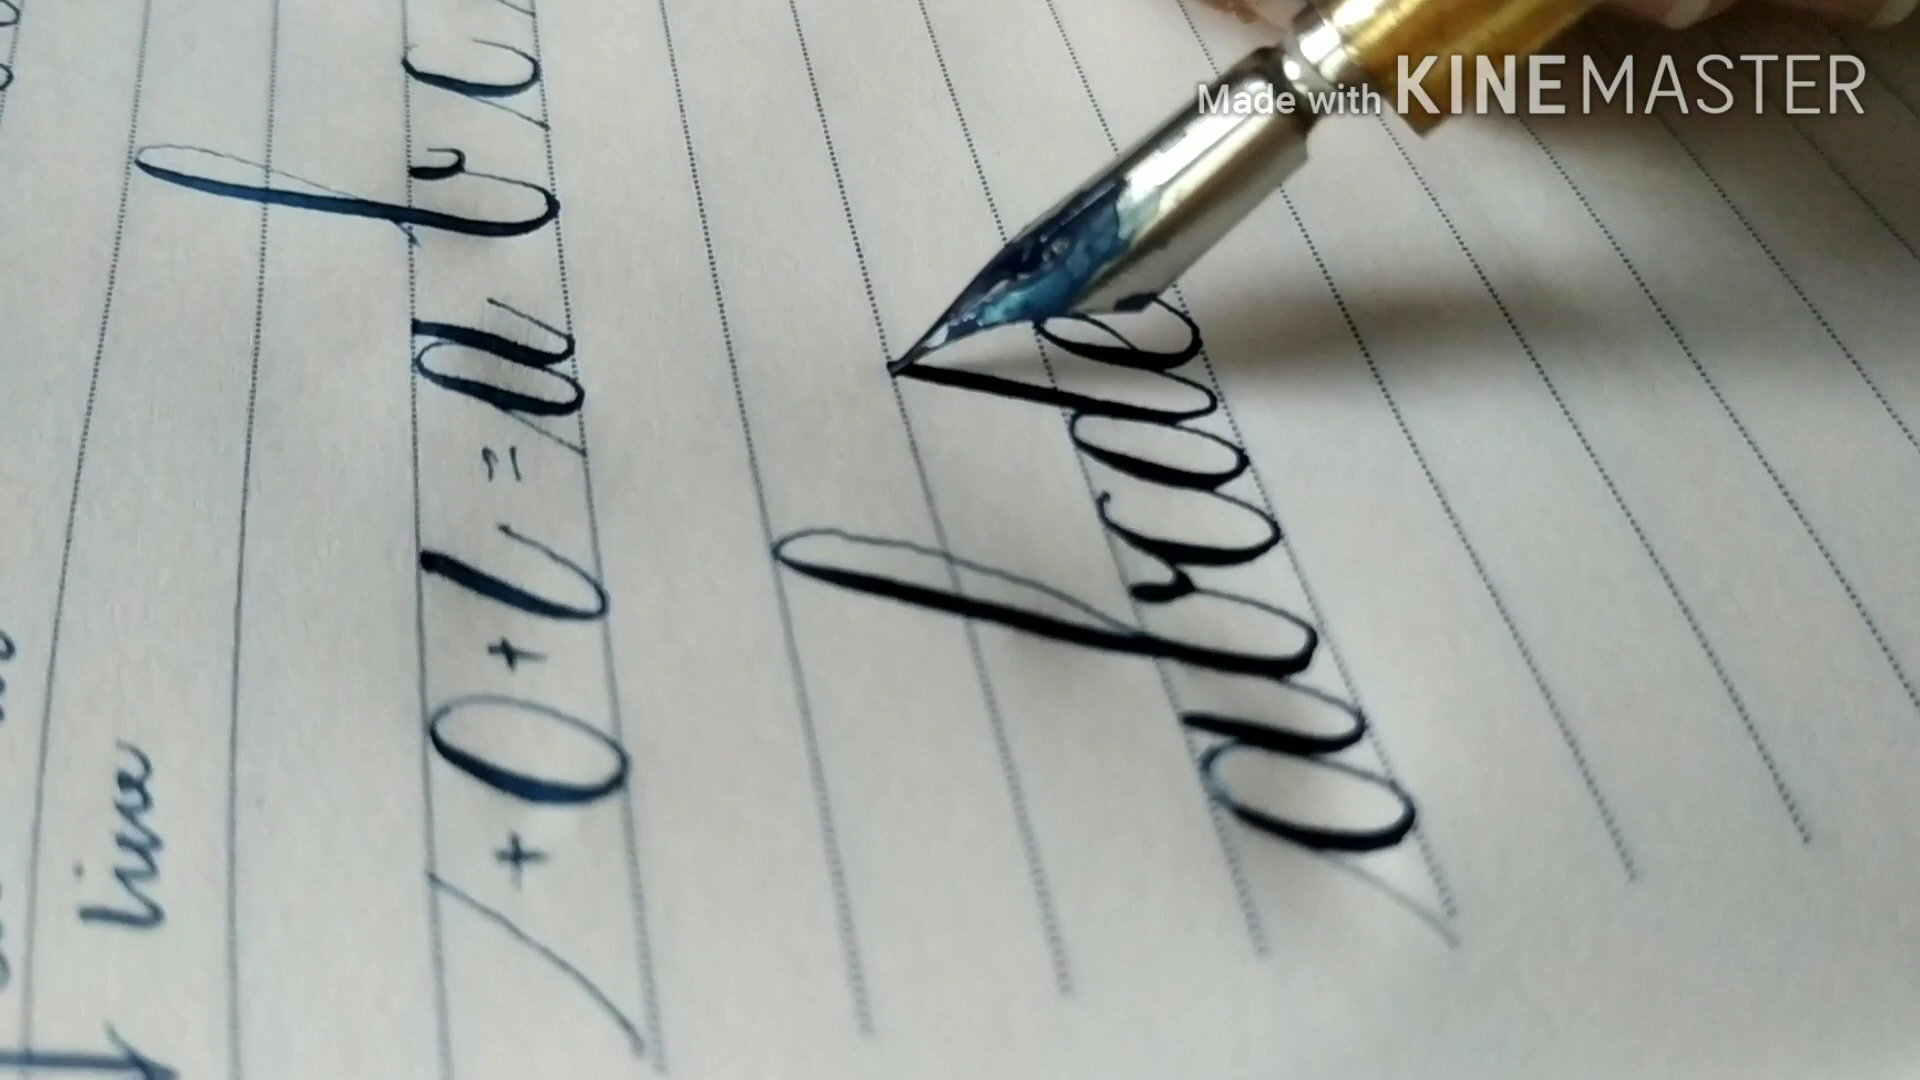 Made with KINEMASTER
line
/ + O + ι = a b c
abcde